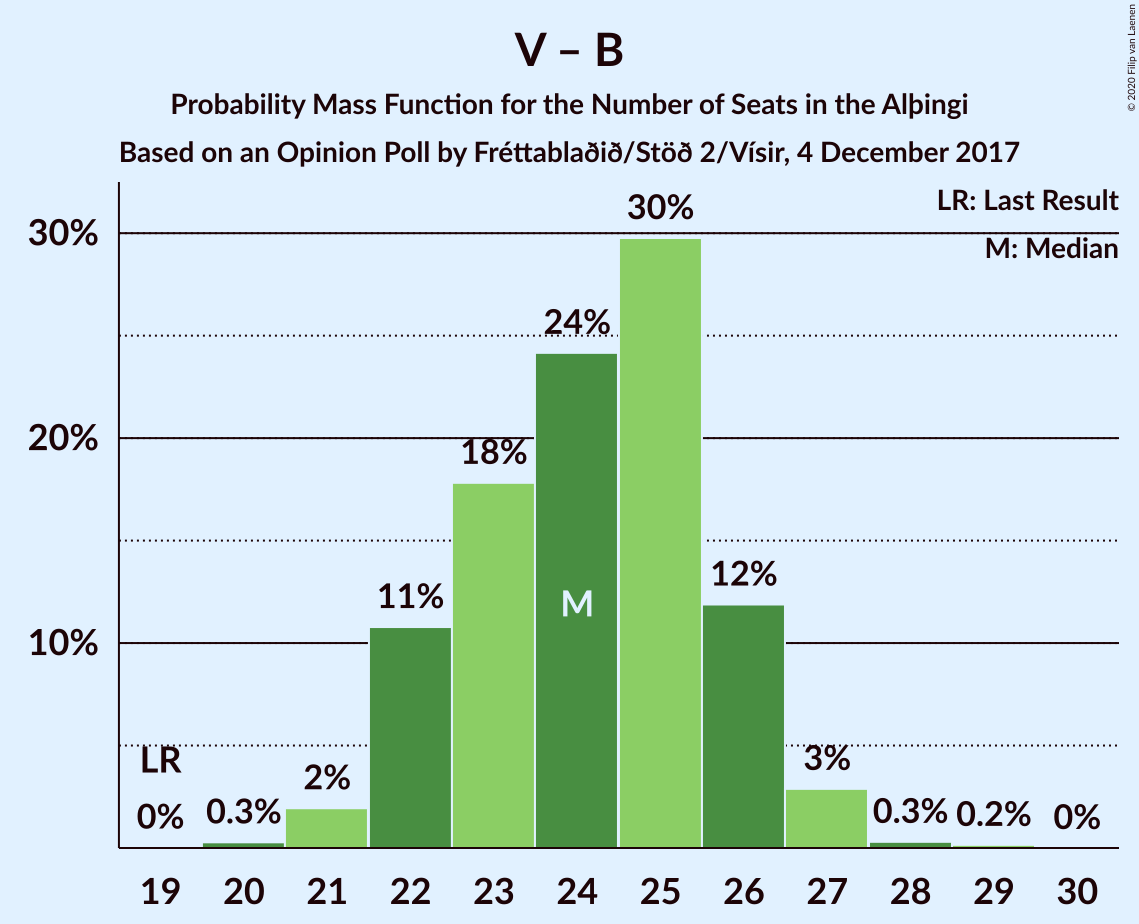 V – B
Probability Mass Function for the Number of Seats in the Alþingi
Based on an Opinion Poll by Fréttablaðið/Stöð 2/Vísir, 4 December 2017
© 2020 Filip van Laenen
LR: Last Result
M: Median
30%
20%
10%
LR
0%
0.3%
2%
11%
18%
24%
M
30%
12%
3%
0.3%
0.2%
0%
19 20 21 22 23 24 25 26 27 28 29 30